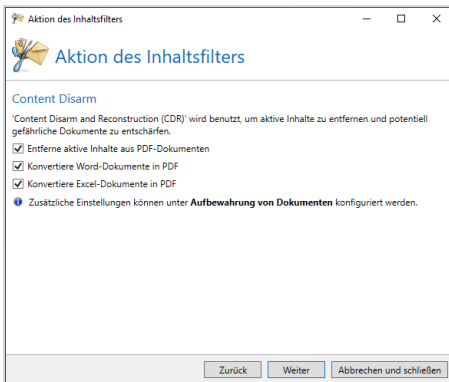 Aktion des Inhaltsfilters
Aktion des Inhaltsfilters
Content Disarm
'Content Disarm and Reconstruction (CDR)' wird benutzt, um aktive Inhalte zu entfernen und potentiell
gefährliche Dokumente zu entschärfen.
Entferne aktive Inhalte aus PDF-Dokumenten
Konvertiere Word-Dokumente in PDF
Konvertiere Excel-Dokumente in PDF
Zusätzliche Einstellungen können unter Aufbewahrung von Dokumenten konfiguriert werden.
Zurück Weiter Abbrechen und schließen